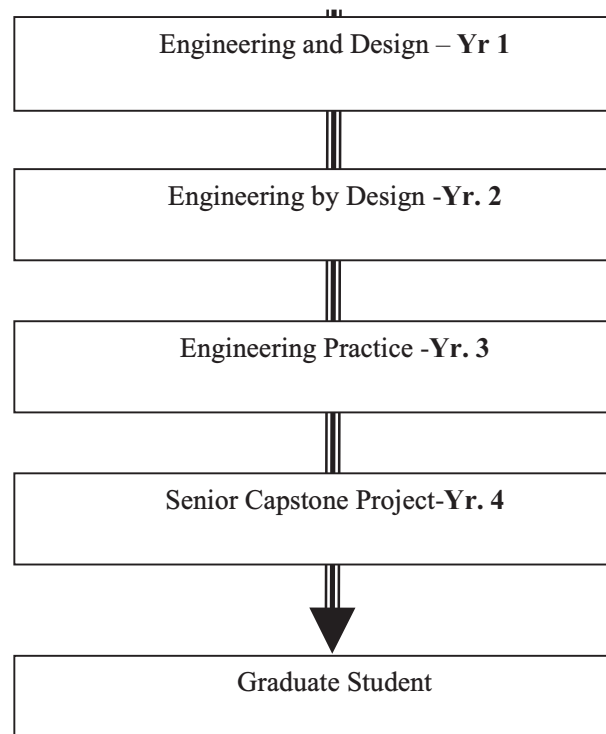 Engineering and Design – Yr 1
Engineering by Design -Yr. 2
Engineering Practice -Yr. 3
Senior Capstone Project-Yr. 4
Graduate Student